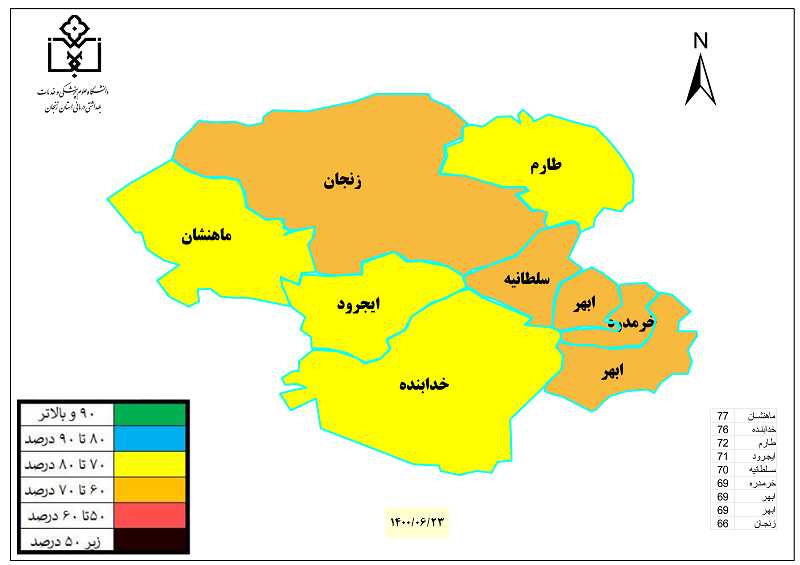 دانشگاه علوم پزشکی و خدمات
بهداشتی درمانی استان زنجان
N
طارم
زنجان
ماهنشان
سلطانیه
ابهر
خرمدره
ایجرود
ابهر
خدابنده
۹۰ و بالاتر
۸۰ تا ۹۰ درصد
۷۰ تا ۸۰ درصد
۶۰ تا ۷۰ درصد
۵۰ تا ۶۰ درصد
زیر ۵۰ درصد
۱۴۰۰/۰۶/۲۳
ماهنشان 77
خدابنده 76
طارم 72
ایجرود 71
سلطانیه 70
خرمدره 69
ابهر 69
ابهر 69
زنجان 66